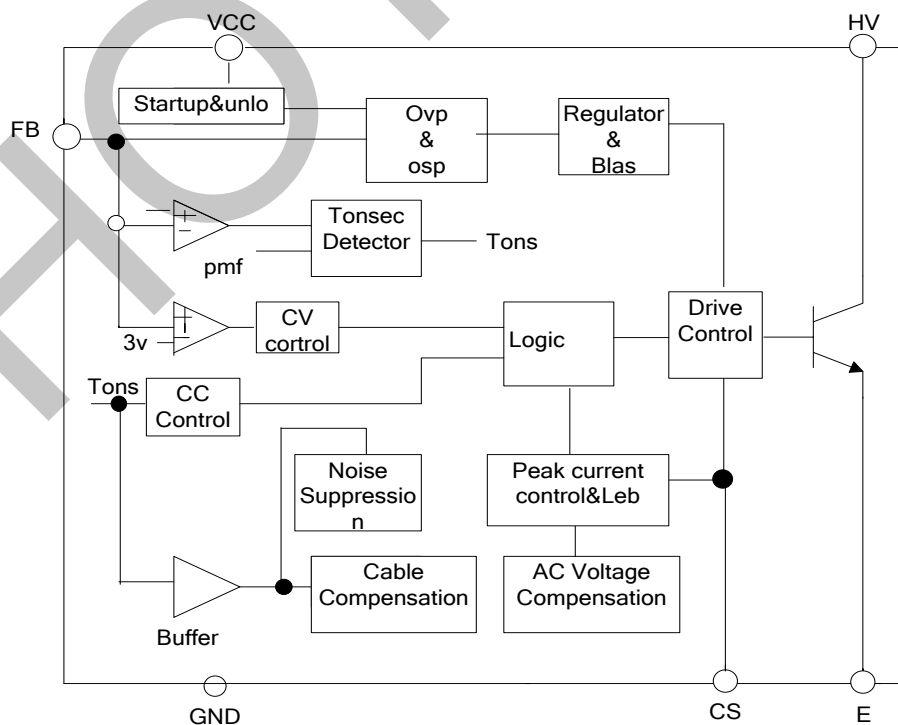 VCC
HV
Startup&unlo
FB
Ovp
&
osp
Regulator
&
Blas
Tonsec
Detector
Tons
pmf
3v
CV
cortrol
Logic
Drive
Control
Tons
CC
Control
Noise
Suppressio
n
Peak current
control&Leb
Cable
Compensation
AC Voltage
Compensation
Buffer
GND
CS
E